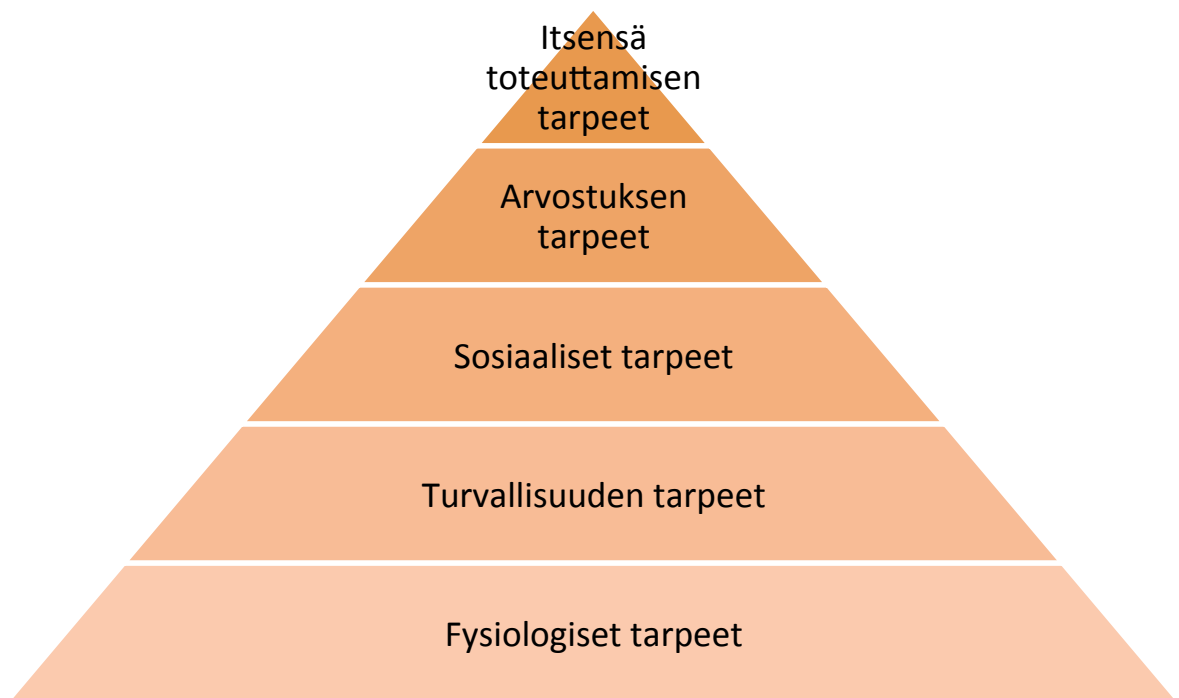 Itsensä
toteuttamisen
tarpeet
Arvostuksen
tarpeet
Sosiaaliset tarpeet
Turvallisuuden tarpeet
Fysiologiset tarpeet